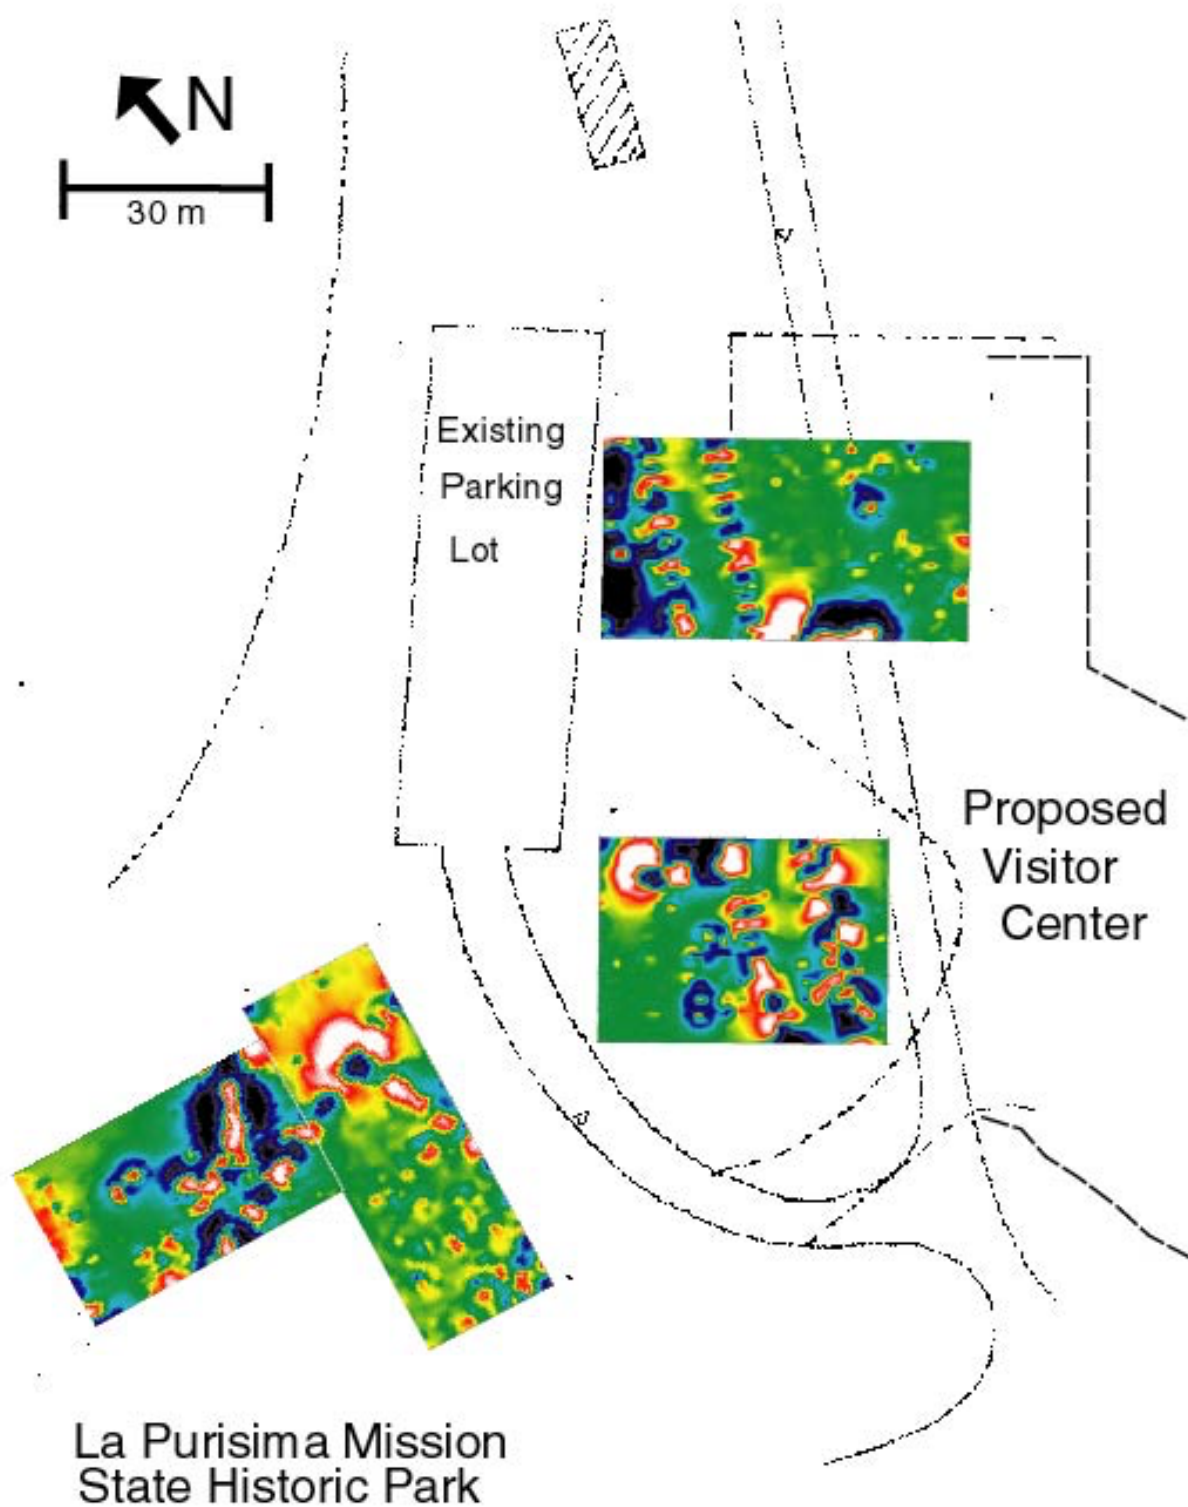 N
30 m
Existing
Parking
Lot
Proposed
Visitor
Center
La Purisima Mission
State Historic Park